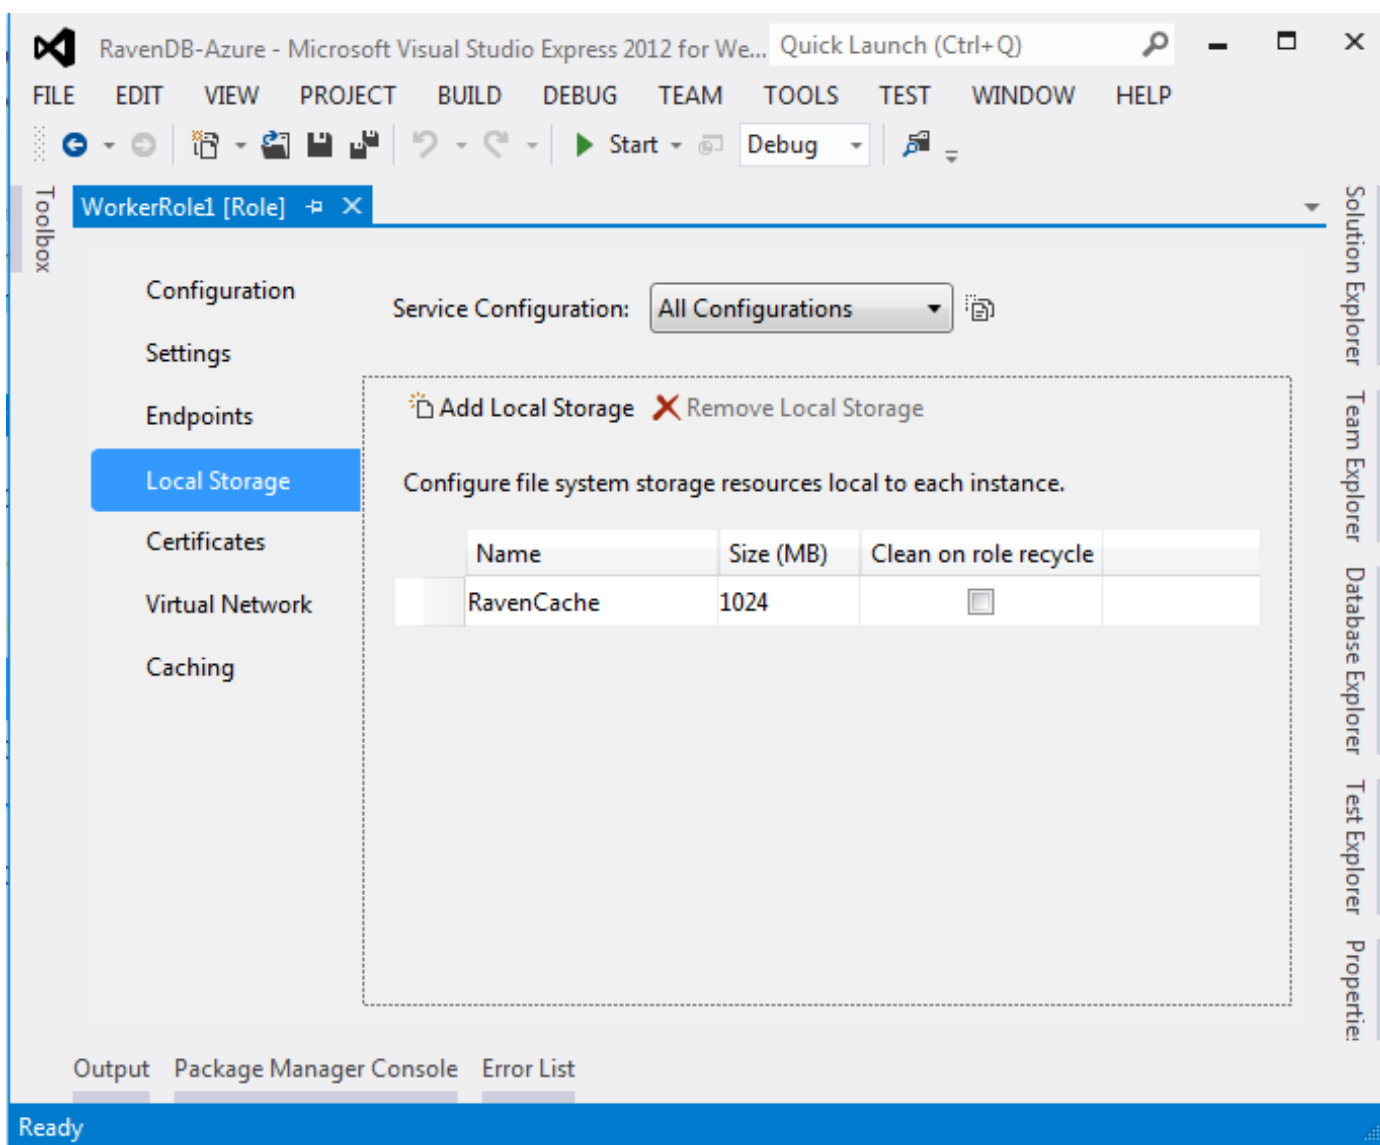 RavenDB-Azure - Microsoft Visual Studio Express 2012 for We... Quick Launch (Ctrl+Q)
FILE EDIT VIEW PROJECT BUILD DEBUG TEAM TOOLS TEST WINDOW HELP
Start Debug
Toolbox
WorkerRole1 [Role]
Configuration
Settings
Endpoints
Local Storage
Certificates
Virtual Network
Caching
Service Configuration: All Configurations
Add Local Storage Remove Local Storage
Configure file system storage resources local to each instance.
Name Size (MB) Clean on role recycle
RavenCache 1024
Solution Explorer
Team Explorer
Database Explorer
Test Explorer
Properties
Output Package Manager Console Error List
Ready